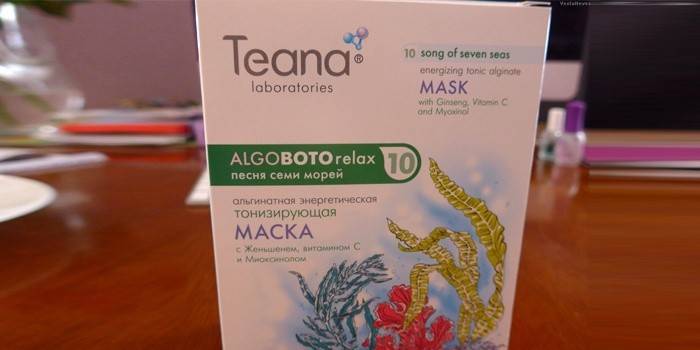 Teana®
laboratories
10 song of seven seas
energizing tonic alginate
MASK
with Ginseng, Vitamin C
and Myoxinol
ALGOBOTOrelax 10
песня семи морей
альгинатная энергетическая
тонизирующая
МАСКА
с Женьшенем, витамином С
и Миоксинолом